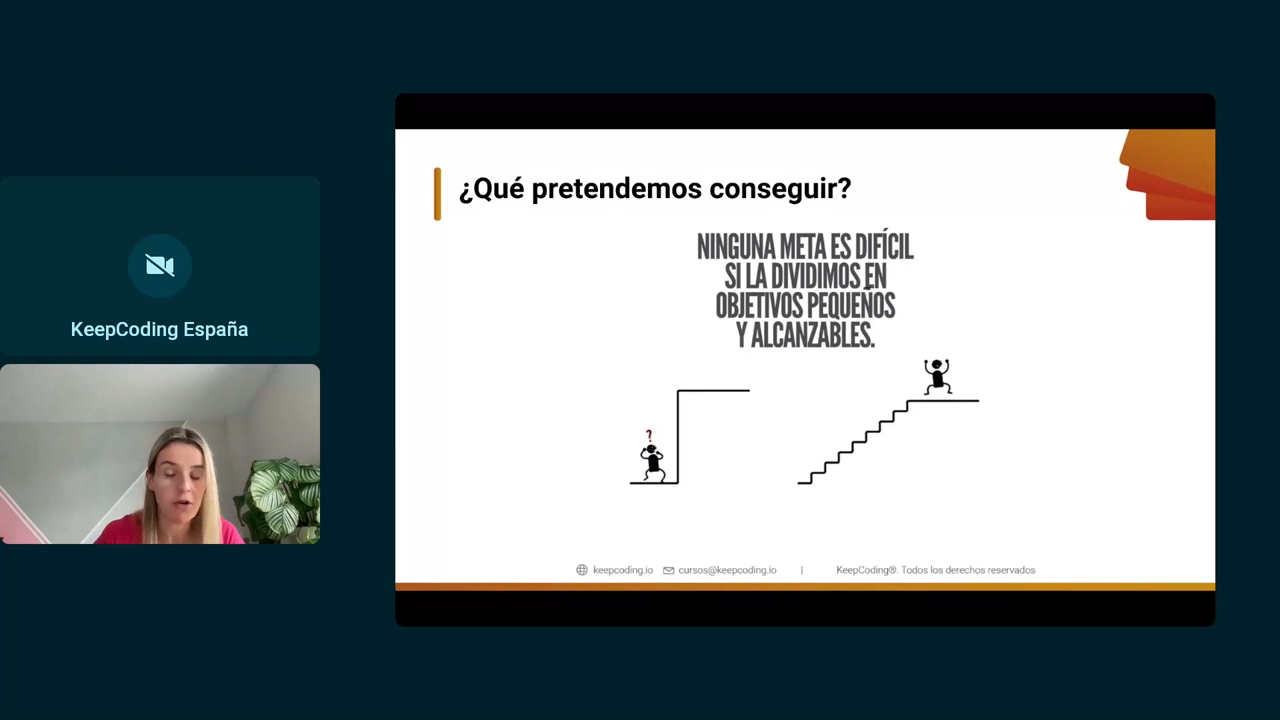 ¿Qué pretendemos conseguir?
NINGUNA META ES DIFÍCIL
SI LA DIVIDIMOS EN
OBJETIVOS PEQUEÑOS
Y ALCANZABLES.
?
KeepCoding España
keepcoding.io cursos@keepcoding.io | KeepCoding®. Todos los derechos reservados